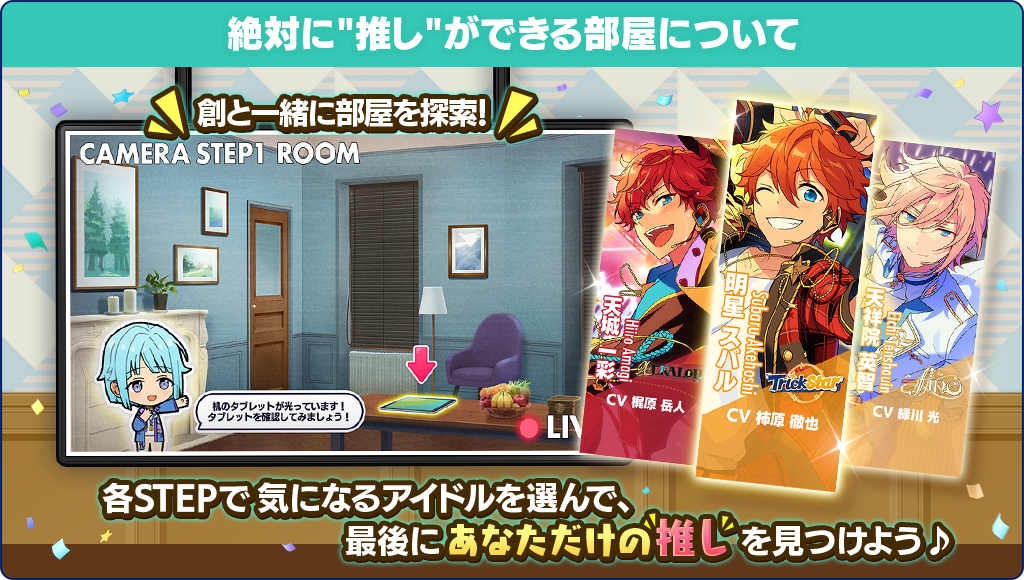 絶対に"推し"ができる部屋について
創と一緒に部屋を探索!
CAMERA STEP1 ROOM
机のタブレットが光っています!
タブレットを確認してみましょう!
LIV
天城 一彩
Hiiro Amagi
ALKALOID
CV 梶原 岳人
明星 スバル
Subaru Akehoshi
TrickStar
CV 柿原 徹也
天祥院 英智
Eichi Tenshouin
fine
CV 緑川 光
各STEPで 気になるアイドルを選んで、
最後に あなただけの "推し" を見つけよう♪